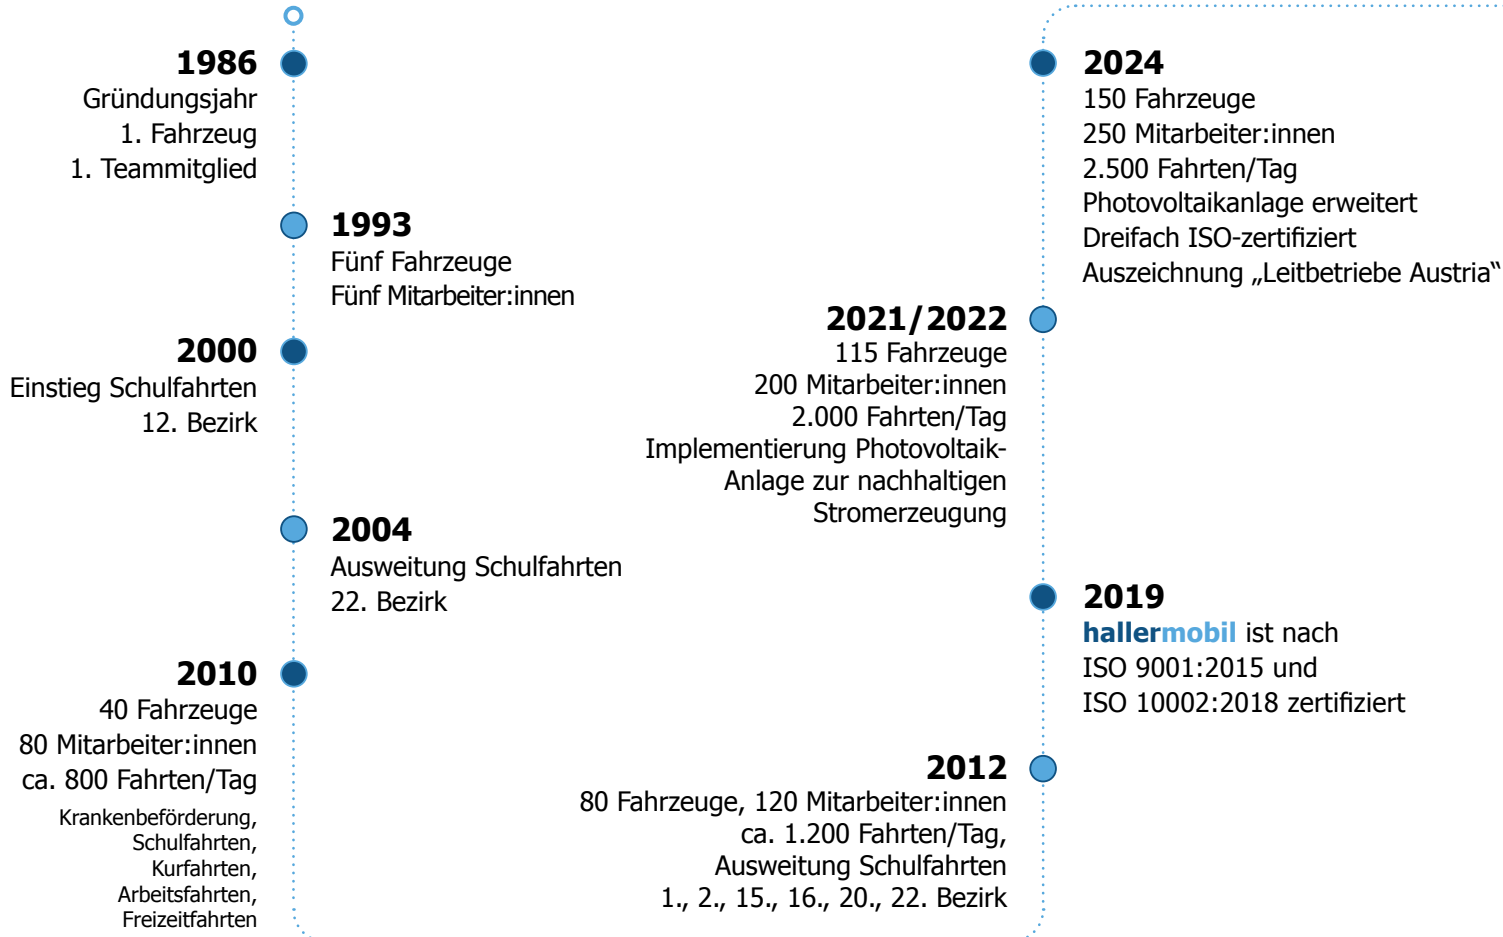 1986
Gründungsjahr
1. Fahrzeug
1. Teammitglied
1993
Fünf Fahrzeuge
Fünf Mitarbeiter:innen
2000
Einstieg Schulfahrten
12. Bezirk
2004
Ausweitung Schulfahrten
22. Bezirk
2010
40 Fahrzeuge
80 Mitarbeiter:innen
ca. 800 Fahrten/Tag
Krankenbeförderung,
Schulfahrten,
Kurfahrten,
Arbeitsfahrten,
Freizeitfahrten
2012
80 Fahrzeuge, 120 Mitarbeiter:innen
ca. 1.200 Fahrten/Tag,
Ausweitung Schulfahrten
1., 2., 15., 16., 20., 22. Bezirk
2019
hallermobil ist nach
ISO 9001:2015 und
ISO 10002:2018 zertifiziert
2021/2022
115 Fahrzeuge
200 Mitarbeiter:innen
2.000 Fahrten/Tag
Implementierung Photovoltaik-
Anlage zur nachhaltigen
Stromerzeugung
2024
150 Fahrzeuge
250 Mitarbeiter:innen
2.500 Fahrten/Tag
Photovoltaikanlage erweitert
Dreifach ISO-zertifiziert
Auszeichnung „Leitbetriebe Austria“